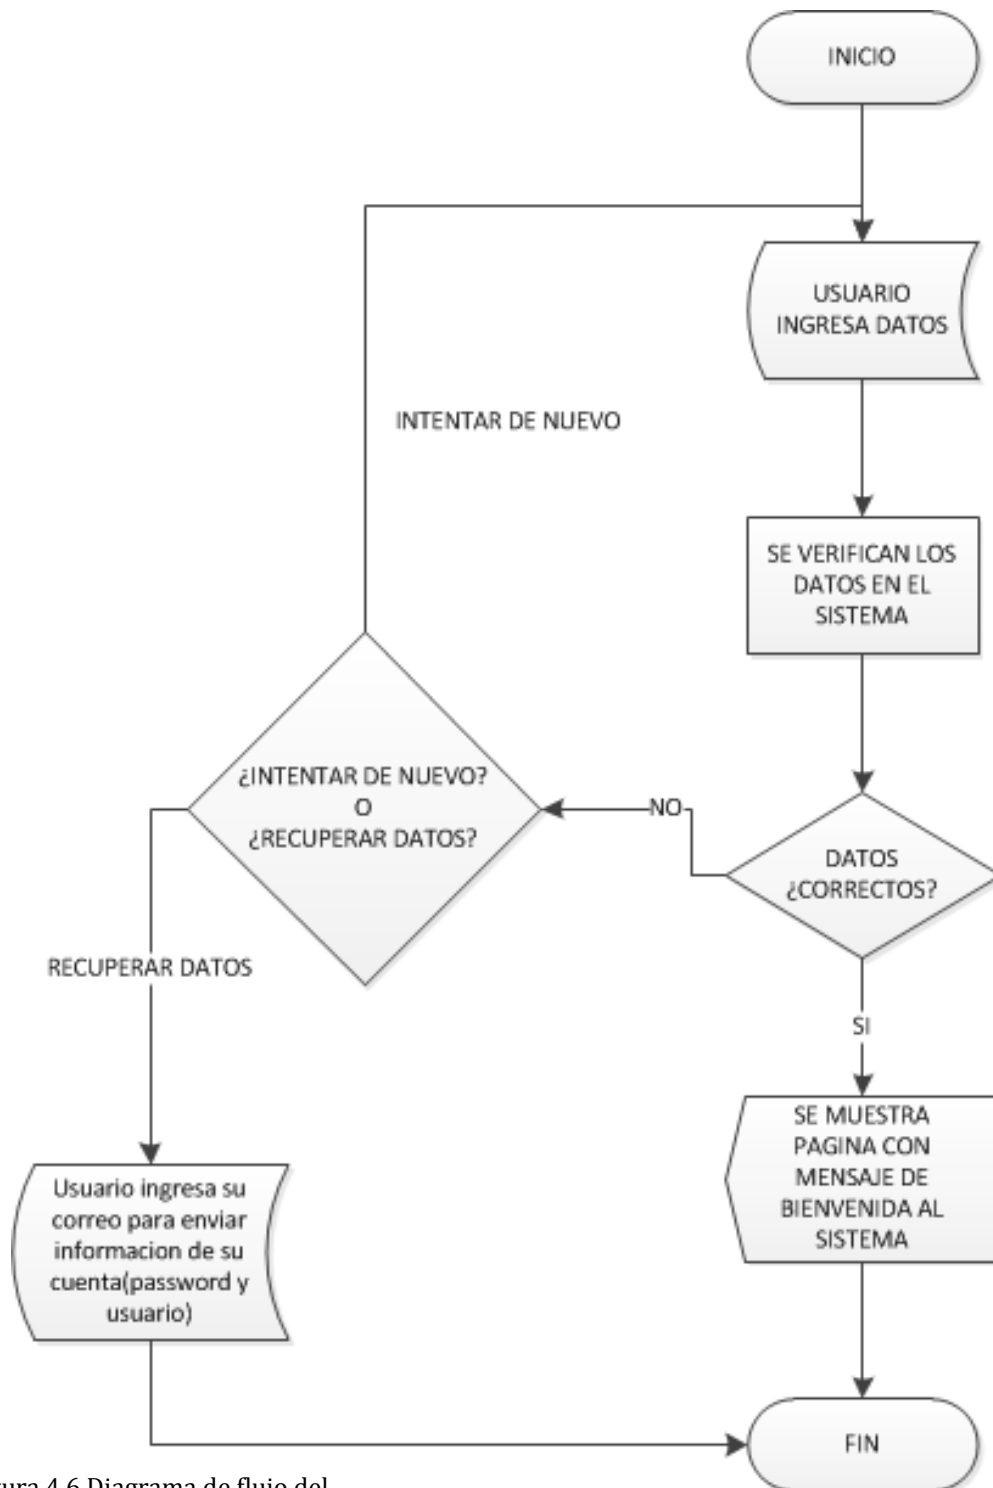 INICIO
USUARIO
INGRESA DATOS
INTENTAR DE NUEVO
SE VERIFICAN LOS
DATOS EN EL
SISTEMA
¿INTENTAR DE NUEVO?
O
¿RECUPERAR DATOS?
NO
DATOS
¿CORRECTOS?
RECUPERAR DATOS
SI
SE MUESTRA
PAGINA CON
MENSAJE DE
BIENVENIDA AL
SISTEMA
Usuario ingresa su
correo para enviar
informacion de su
cuenta(password y
usuario)
FIN
4.6 Diagrama de flujo del